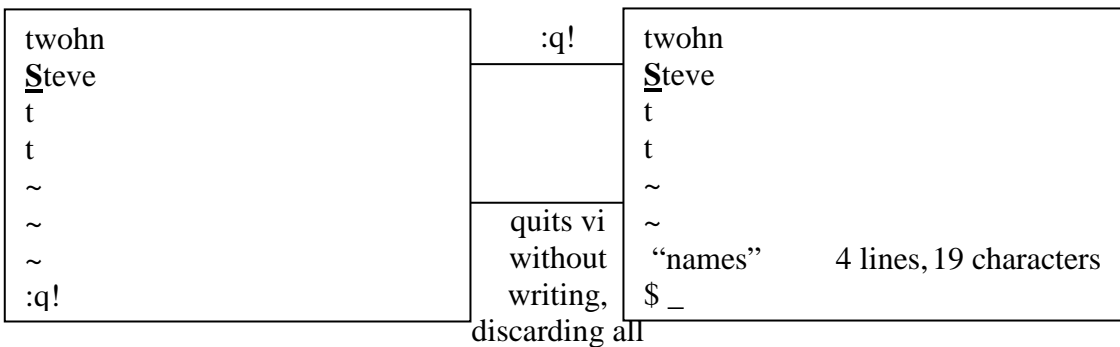 twohn
Steve
t
t
~
~
~
:q!
:q!
quits vi
without
writing,
discarding all
twohn
Steve
t
t
~
~
“names” 4 lines, 19 characters
$ _